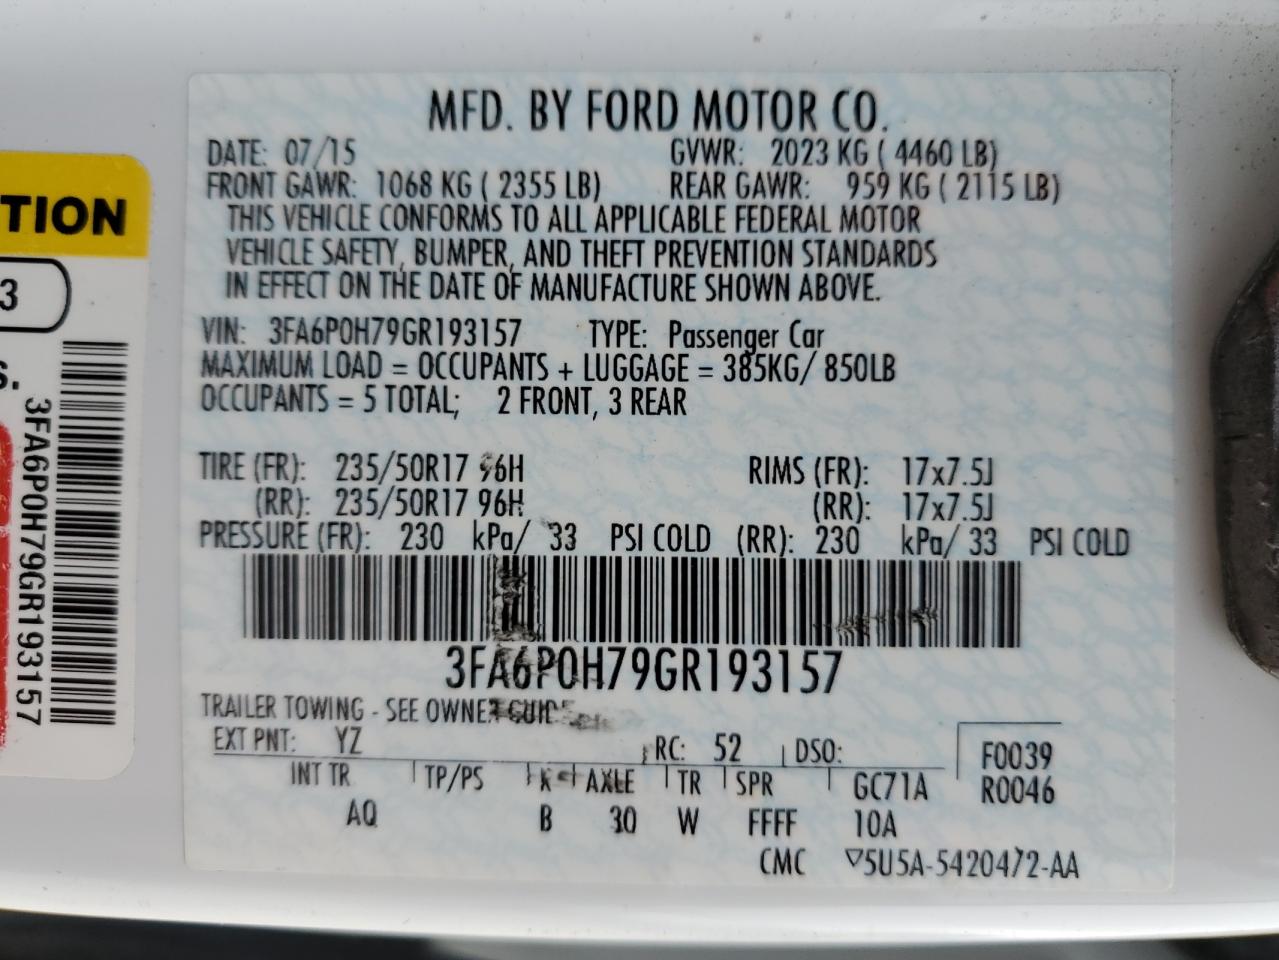 TION
3
S.
3FA6P0H79GR193157
MFD. BY FORD MOTOR CO.
DATE: 07/15 GVWR: 2023 KG ( 4460 LB)
FRONT GAWR: 1068 KG ( 2355 LB) REAR GAWR: 959 KG ( 2115 LB)
THIS VEHICLE CONFORMS TO ALL APPLICABLE FEDERAL MOTOR
VEHICLE SAFETY, BUMPER, AND THEFT PREVENTION STANDARDS
IN EFFECT ON THE DATE OF MANUFACTURE SHOWN ABOVE.
VIN: 3FA6P0H79GR193157 TYPE: Passenger Car
MAXIMUM LOAD = OCCUPANTS + LUGGAGE = 385KG/ 850LB
OCCUPANTS = 5 TOTAL; 2 FRONT, 3 REAR
TIRE (FR): 235/50R17 96H RIMS (FR): 17x7.5J
(RR): 235/50R17 96H (RR): 17x7.5J
PRESSURE (FR): 230 kPa/ 33 PSI COLD (RR): 230 kPa/ 33 PSI COLD
3FA6P0H79GR193157
TRAILER TOWING - SEE
EXT PNT: YZ RC: 52 DSO: F0039
INT TR TP/PS AXLE TR SPR GC71A R0046
AQ B 30 W FFFF 10A
CMC ▽5U5A-5420472-AA